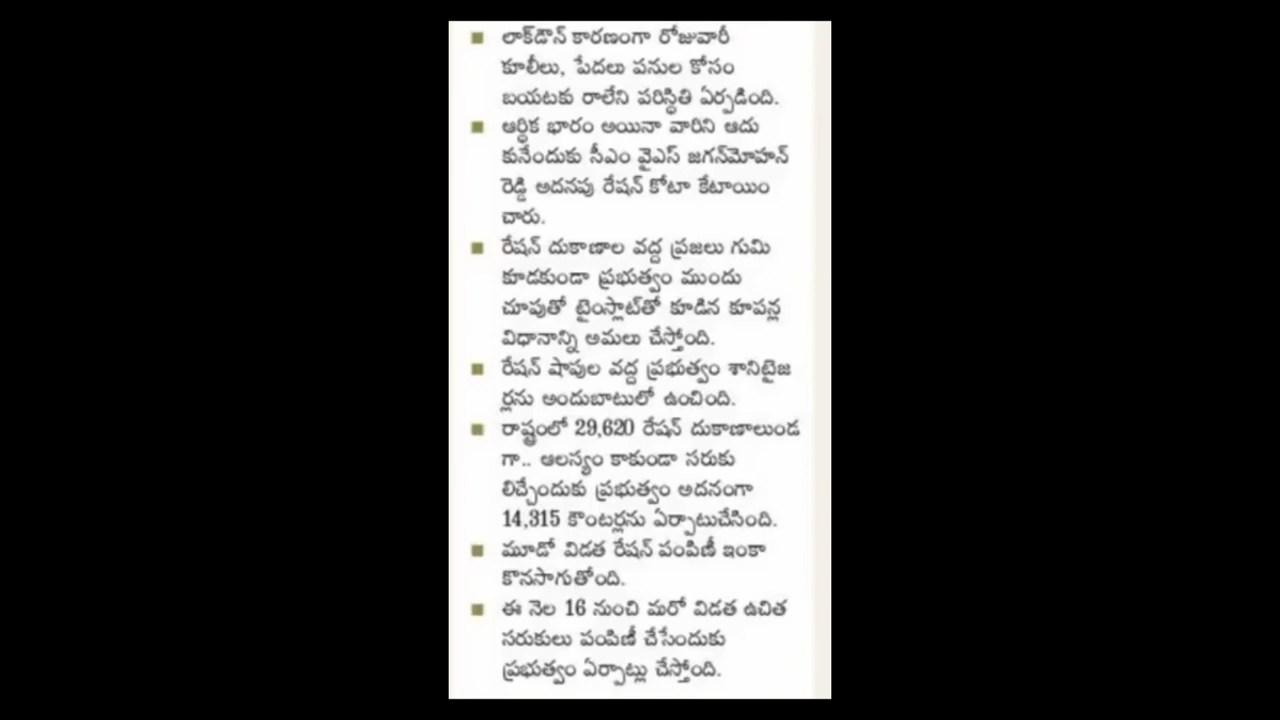 లాక్‌డౌన్ కారణంగా రోజువారీ
కూలీలు, పేదలు పనుల కోసం
బయటకు రాలేని పరిస్థితి ఏర్పడింది.
ఆర్థిక భారం అయినా వారిని ఆదు
కునేందుకు సీఎం వైఎస్ జగన్‌మోహన్
రెడ్డి అదనపు రేషన్ కోటా కేటాయిం
చారు.
రేషన్ దుకాణాల వద్ద ప్రజలు గుమి
కూడకుండా ప్రభుత్వం ముందు
చూపుతో టైంస్లాట్‌తో కూడిన కూపన్ల
విధానాన్ని అమలు చేస్తోంది.
రేషన్ షాపుల వద్ద ప్రభుత్వం శానిటైజ
ర్లను అందుబాటులో ఉంచింది.
రాష్ట్రంలో 29,620 రేషన్ దుకాణాలుండ
గా.. ఆలస్యం కాకుండా సరుకు
లిచ్చేందుకు ప్రభుత్వం అదనంగా
14,315 కౌంటర్లను ఏర్పాటుచేసింది.
మూడో విడత రేషన్ పంపిణీ ఇంకా
కొనసాగుతోంది.
ఈ నెల 16 నుంచి మరో విడత ఉచిత
సరుకులు పంపిణీ చేసేందుకు
ప్రభుత్వం ఏర్పాట్లు చేస్తోంది.